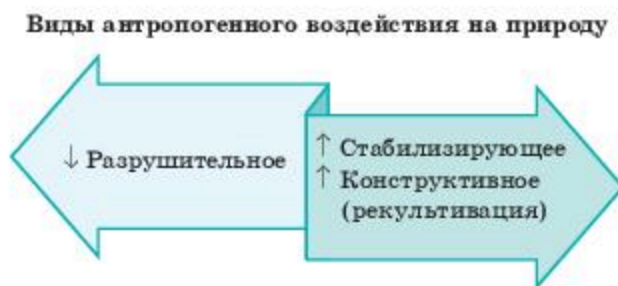 Виды антропогенного воздействия на природу
↓ Разрушительное
↑ Стабилизирующее
↑ Конструктивное
(рекультивация)